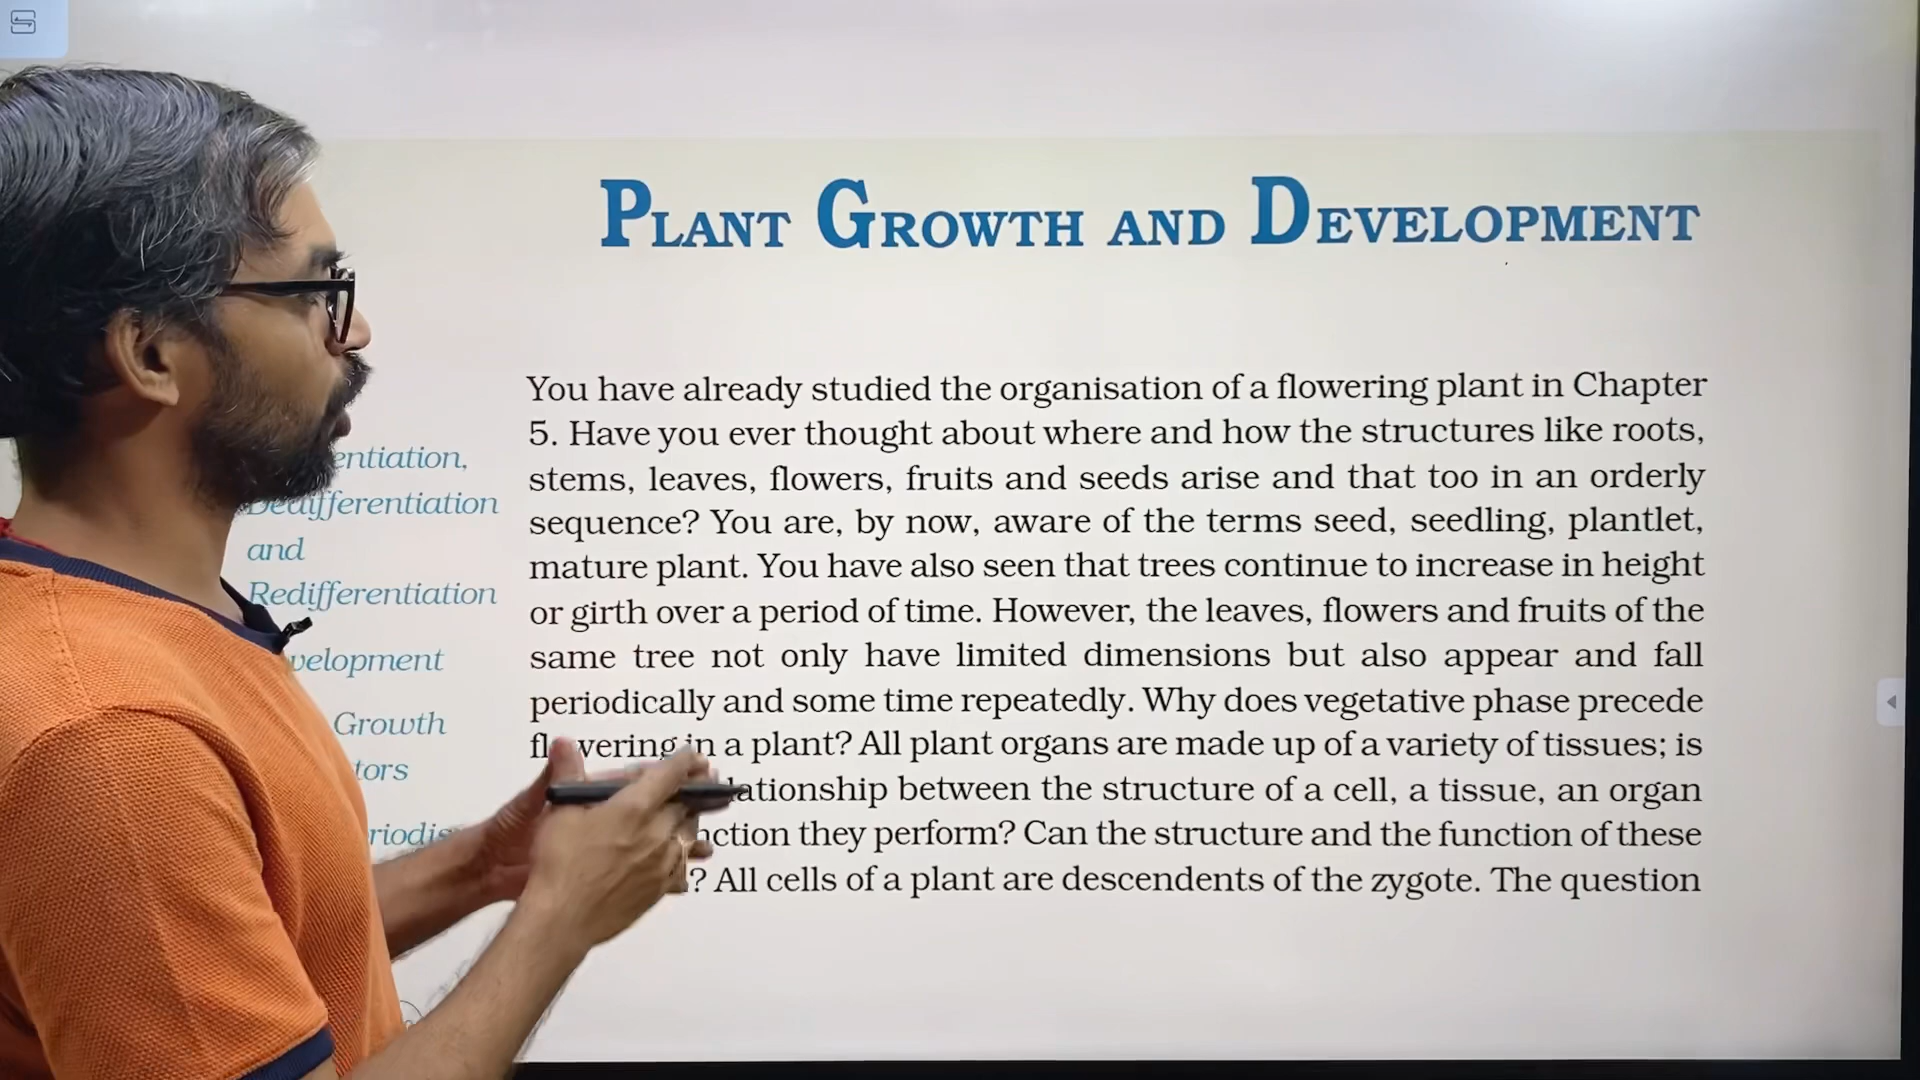 PLANT GROWTH AND DEVELOPMENT
Dedifferentiation
and
Redifferentiation
Growth
You have already studied the organisation of a flowering plant in Chapter
5. Have you ever thought about where and how the structures like roots,
stems, leaves, flowers, fruits and seeds arise and that too in an orderly
sequence? You are, by now, aware of the terms seed, seedling, plantlet,
mature plant. You have also seen that trees continue to increase in height
or girth over a period of time. However, the leaves, flowers and fruits of the
same tree not only have limited dimensions but also appear and fall
periodically and some time repeatedly. Why does vegetative phase precede
flowering in a plant? All plant organs are made up of a variety of tissues; is
between the structure of a cell, a tissue, an organ
they perform? Can the structure and the function of these
? All cells of a plant are descendents of the zygote. The question